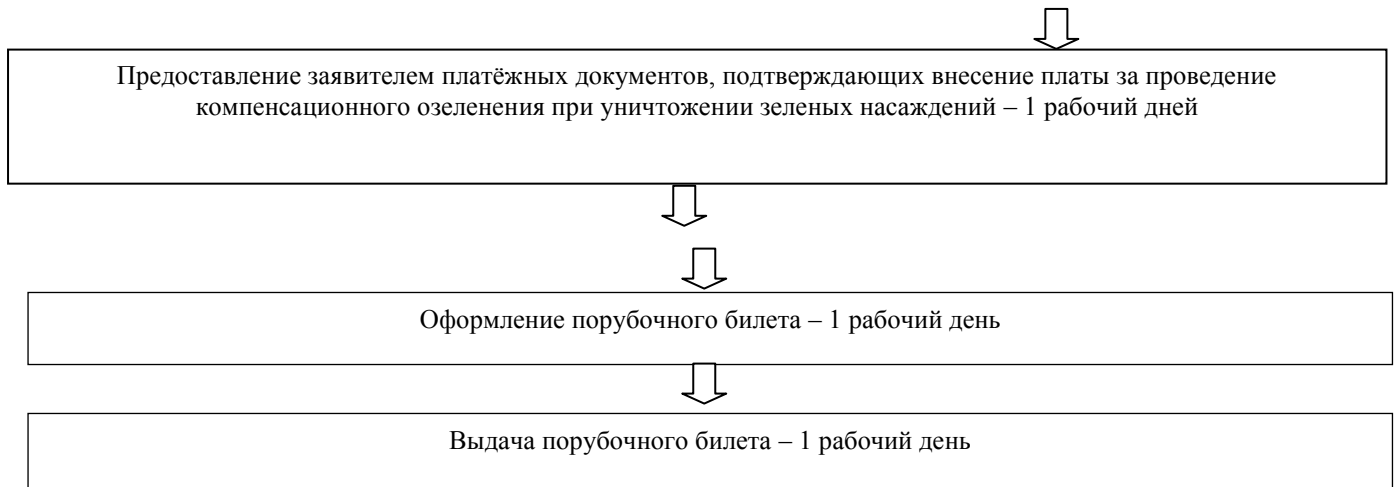 Предоставление заявителем платёжных документов, подтверждающих внесение платы за проведение
компенсационного озеленения при уничтожении зеленых насаждений – 1 рабочий дней
Оформление порубочного билета – 1 рабочий день
Выдача порубочного билета – 1 рабочий день